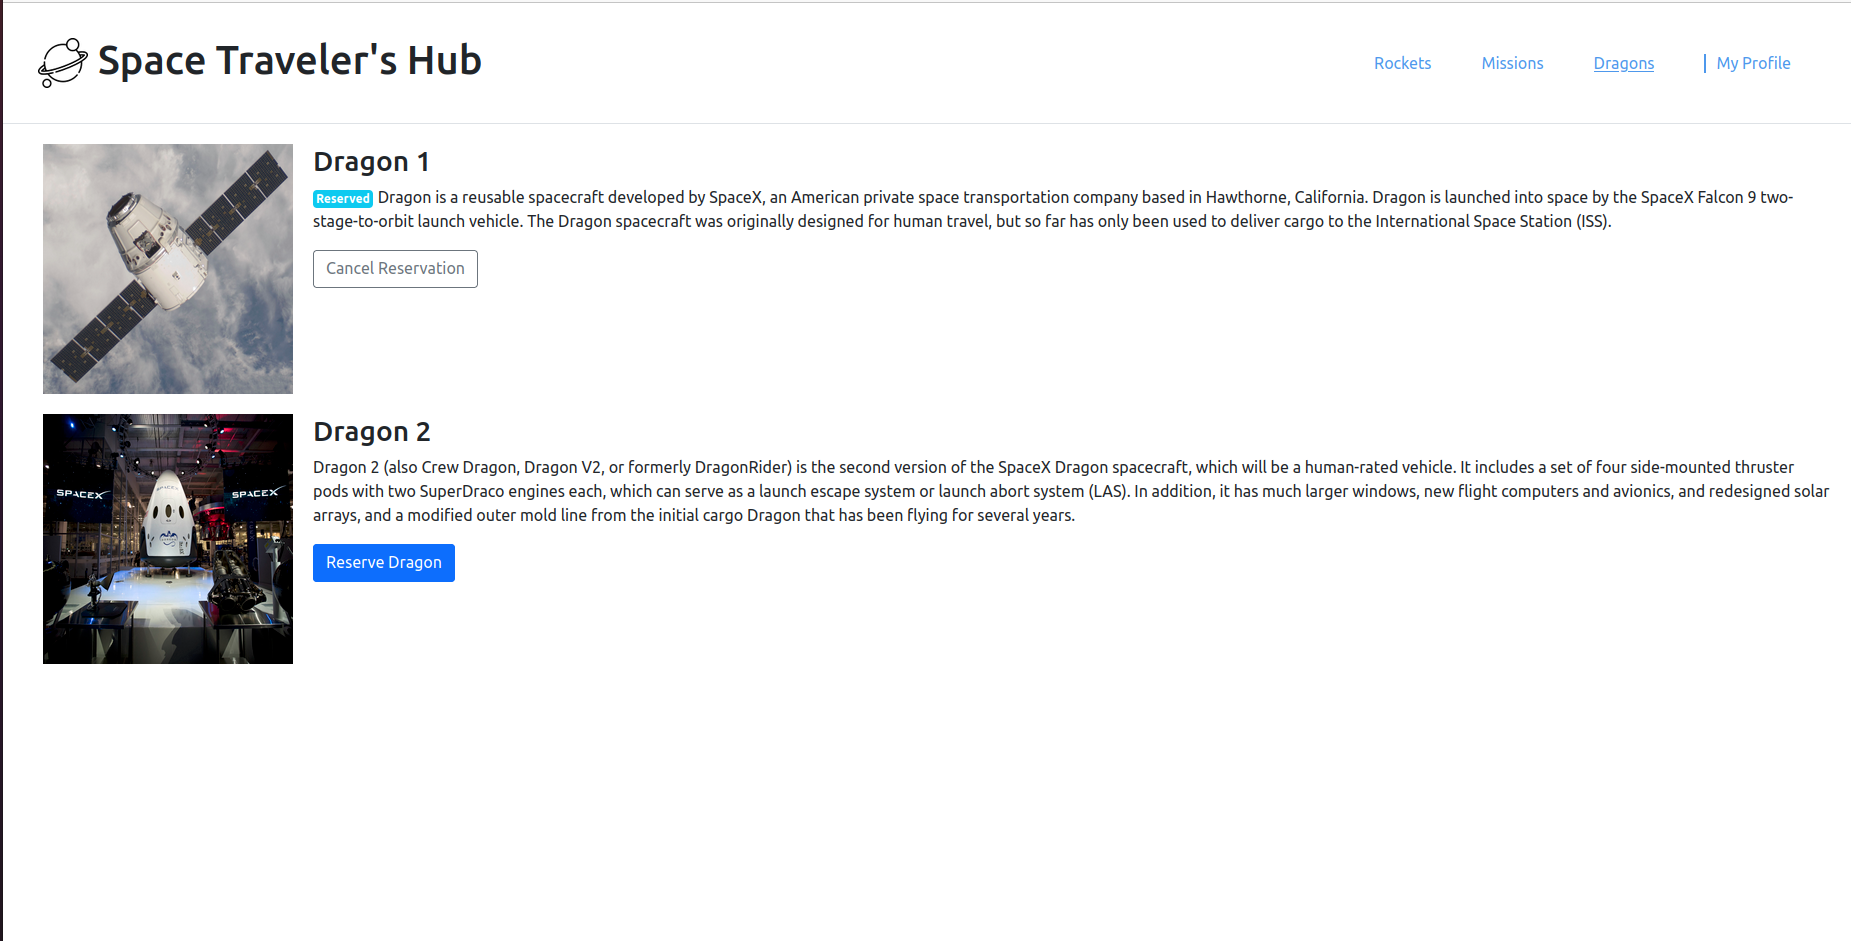 Space Traveler's Hub
Rockets Missions Dragons My Profile
Dragon 1
Reserved Dragon is a reusable spacecraft developed by SpaceX, an American private space transportation company based in Hawthorne, California. Dragon is launched into space by the SpaceX Falcon 9 two-
stage-to-orbit launch vehicle. The Dragon spacecraft was originally designed for human travel, but so far has only been used to deliver cargo to the International Space Station (ISS).
Cancel Reservation
SPACEX
SPACEX
Dragon 2
Dragon 2 (also Crew Dragon, Dragon V2, or formerly DragonRider) is the second version of the SpaceX Dragon spacecraft, which will be a human-rated vehicle. It includes a set of four side-mounted thruster
pods with two SuperDraco engines each, which can serve as a launch escape system or launch abort system (LAS). In addition, it has much larger windows, new flight computers and avionics, and redesigned solar
arrays, and a modified outer mold line from the initial cargo Dragon that has been flying for several years.
Reserve Dragon